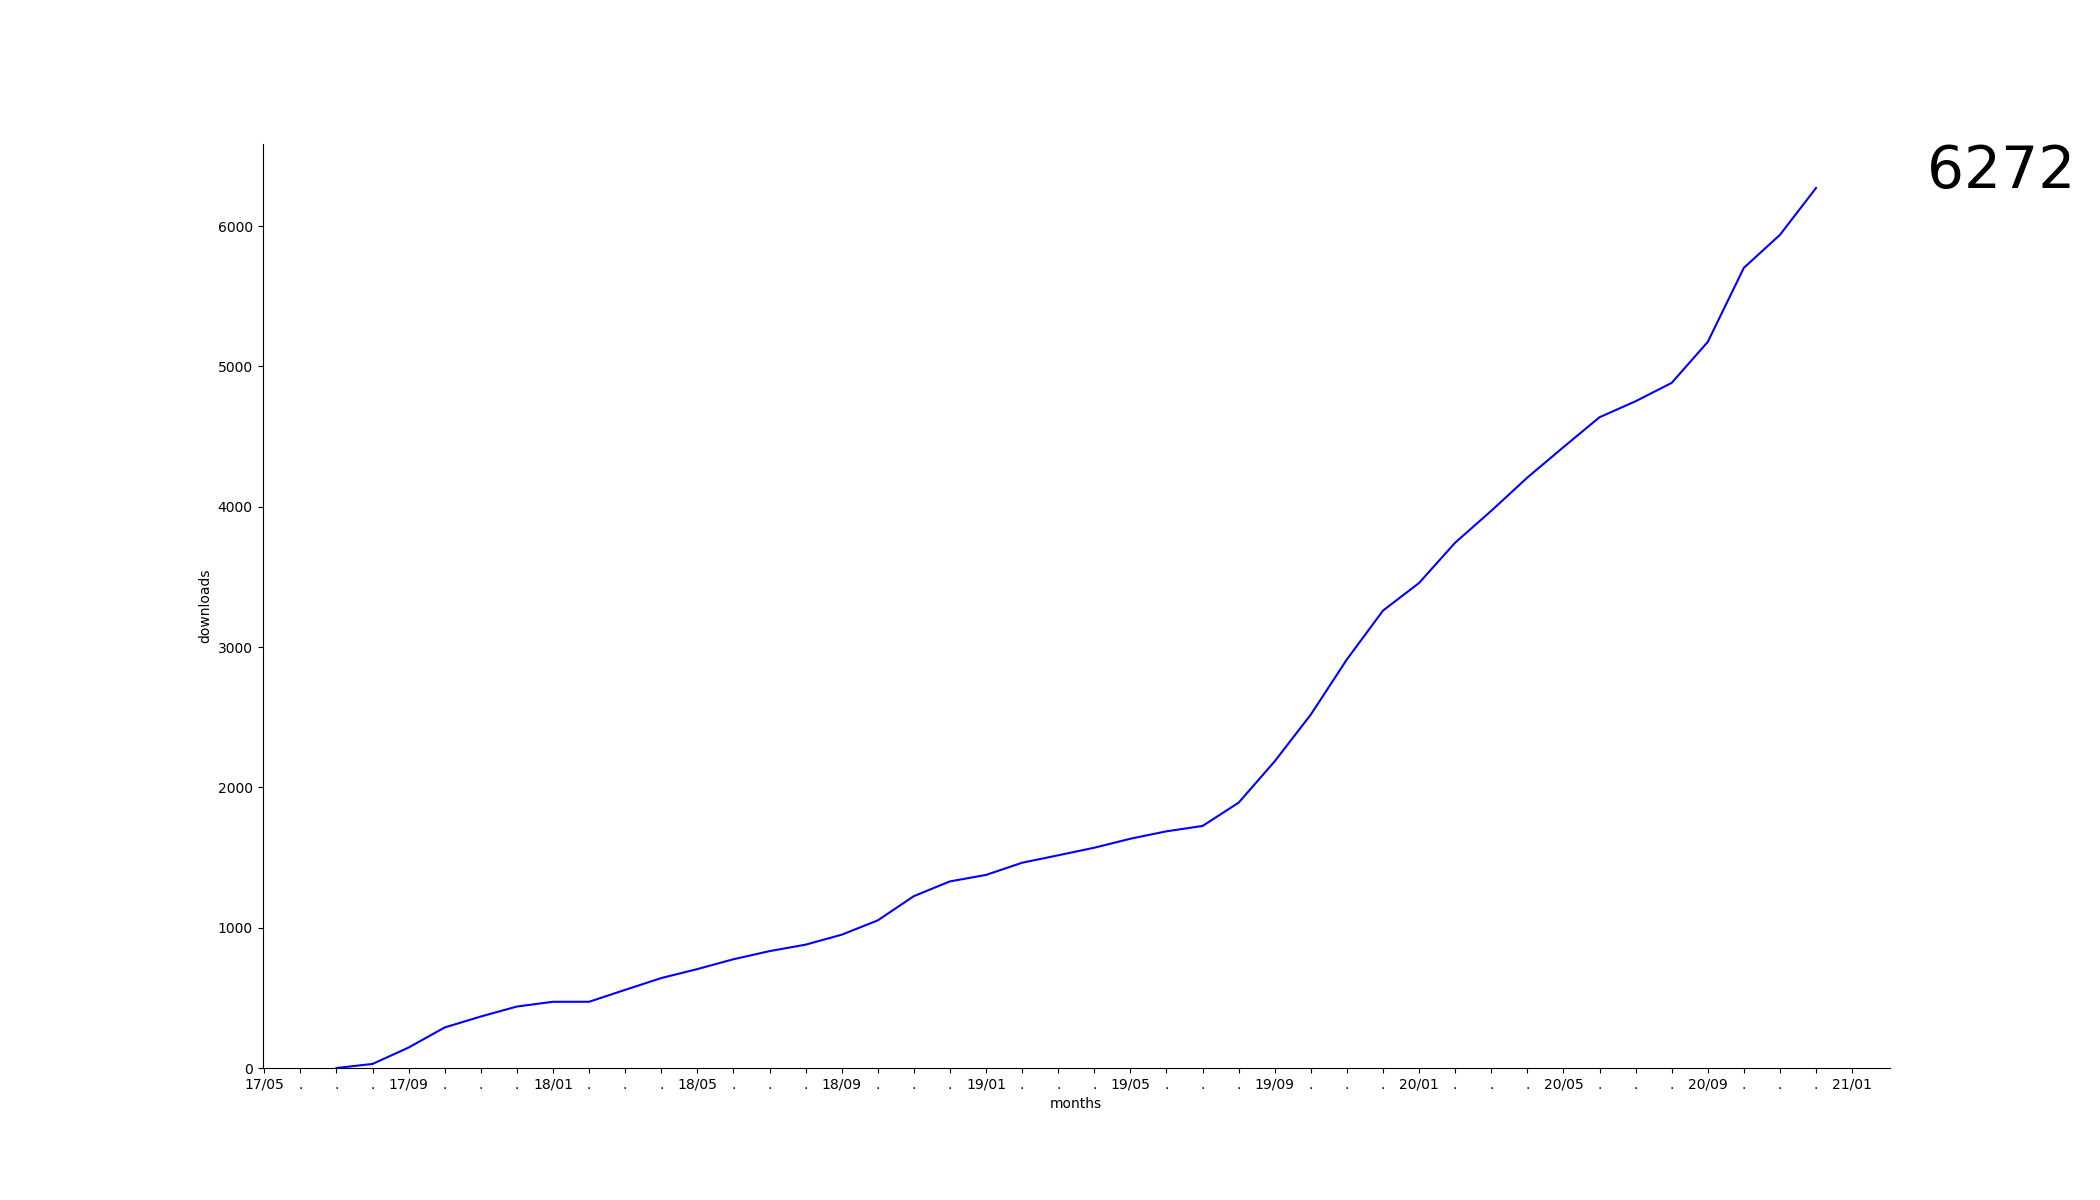 6272
6000
5000
4000
3000
2000
1000
0
downloads
17/05 . . . 17/09 . . . 18/01 . . . 18/05 . . . 18/09 . . . 19/01 . . . 19/05 . . . 19/09 . . . 20/01 . . . 20/05 . . . 20/09 . . . 21/01
months